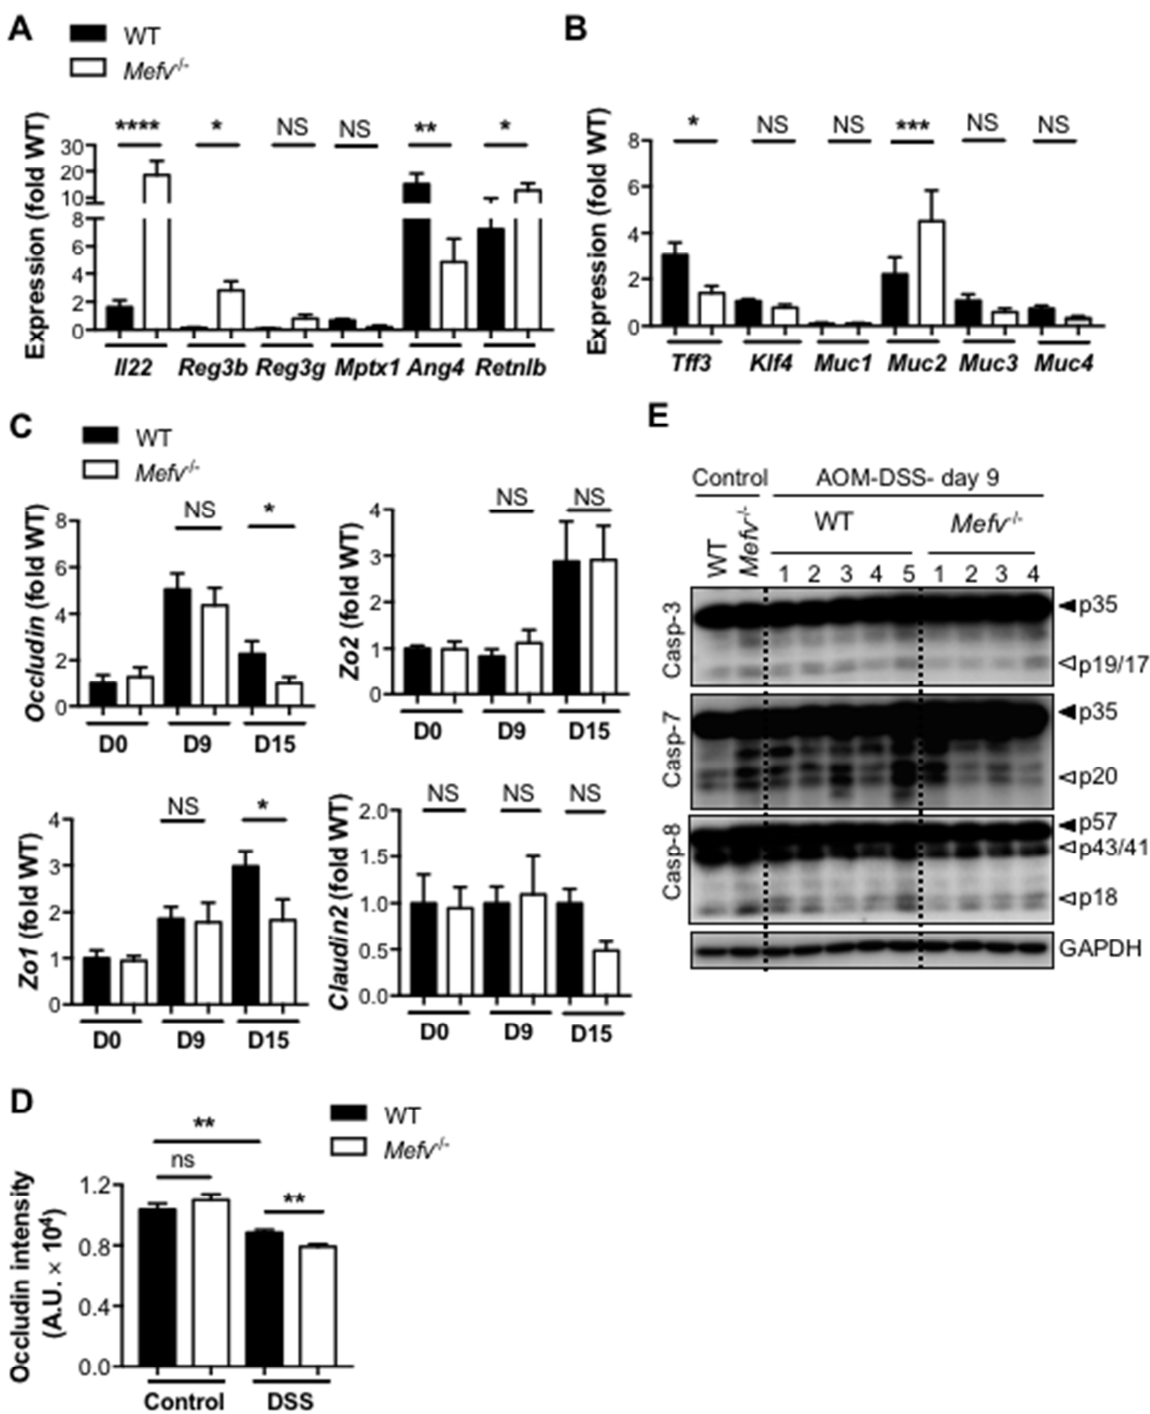 A
WT
Mefv-/-
Expression (fold WT)
30
20
10
8
6
4
2
0
****
*
NS
NS
**
*
Il22 Reg3b Reg3g Mptx1 Ang4 Retnlb
B
Expression (fold WT)
8
6
4
2
0
*
NS
NS
***
NS
NS
Tff3 Klf4 Muc1 Muc2 Muc3 Muc4
C
WT
Mefv-/-
Occludin (fold WT)
8
6
4
2
0
NS
*
D0 D9 D15
Zo2 (fold WT)
4
3
2
1
0
NS
NS
D0 D9 D15
Zo1 (fold WT)
4
3
2
1
0
NS
*
D0 D9 D15
Claudin2 (fold WT)
2.0
1.5
1.0
0.5
0.0
NS
NS
NS
D0 D9 D15
D
WT
Mefv-/-
Occludin intensity
(A.U. × 10⁴)
1.2
0.8
0.4
0.0
**
ns
**
Control DSS
E
Control AOM-DSS- day 9
WT Mefv-/- WT Mefv-/-
1 2 3 4 5 1 2 3 4
Casp-3
p35
p19/17
Casp-7
p35
p20
Casp-8
p57
p43/41
p18
GAPDH